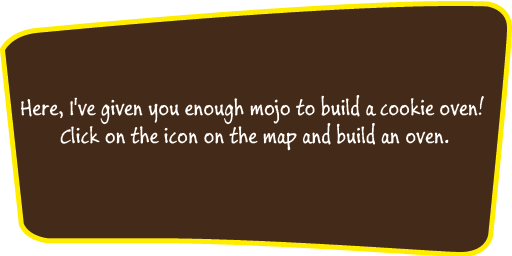 Here, I've given you enough mojo to build a cookie oven!
Click on the icon on the map and build an oven.